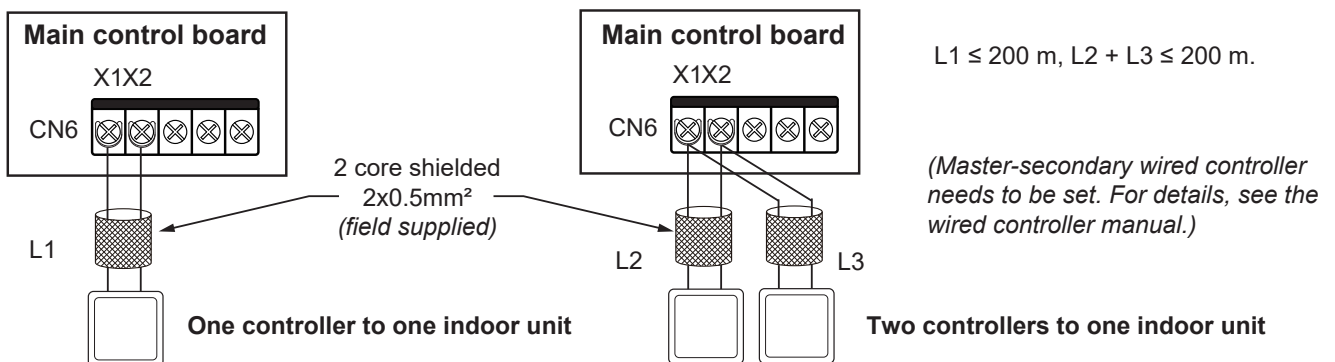 Main control board
X1X2
CN6
L1
2 core shielded
2x0.5mm²
(field supplied)
One controller to one indoor unit
Main control board
X1X2
CN6
L2
L3
Two controllers to one indoor unit
L1 ≤ 200 m, L2 + L3 ≤ 200 m.
(Master-secondary wired controller
needs to be set. For details, see the
wired controller manual.)